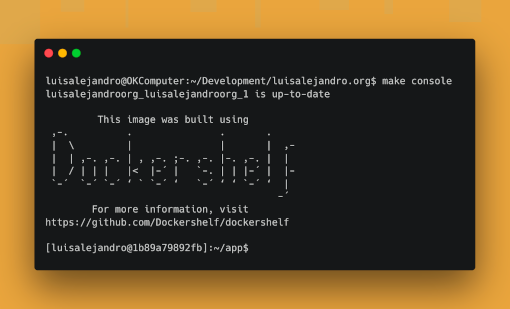 luisalejandro@OKComputer:~/Development/luisalejandro.org$ make console
luisalejandroorg_luisalejandroorg_1 is up-to-date
This image was built using
Dockershelf
For more information, visit
https://github.com/Dockershelf/dockershelf
[luisalejandro@1b89a79892fb]:~/app$